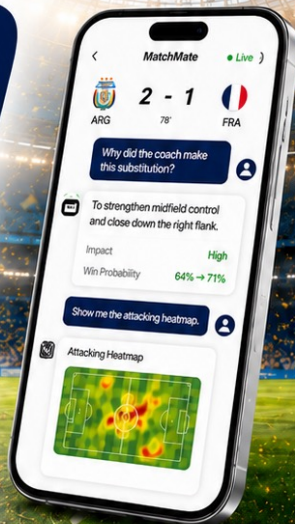 MatchMate
Live
2 - 1
ARG
78'
FRA
Why did the coach make
this substitution?
To strengthen midfield control
and close down the right flank.
Impact
High
Win Probability
64% → 71%
Show me the attacking heatmap.
Attacking Heatmap